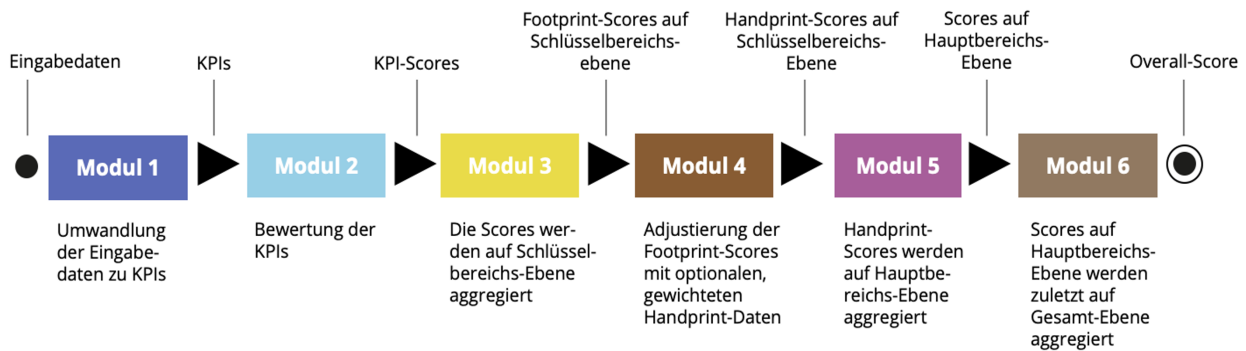 Eingabedaten
KPIs
KPI-Scores
Footprint-Scores auf
Schlüsselbereichs-
ebene
Handprint-Scores auf
Schlüsselbereichs-
Ebene
Scores auf
Hauptbereichs-
Ebene
Overall-Score
Modul 1
Modul 2
Modul 3
Modul 4
Modul 5
Modul 6
Umwandlung
der Eingabe-
daten zu KPIs
Bewertung der
KPIs
Die Scores wer-
den auf Schlüssel-
bereichs-Ebene
aggregiert
Adjustierung der
Footprint-Scores
mit optionalen,
gewichteten
Handprint-Daten
Handprint-
Scores werden
auf Hauptbe-
reichs-Ebene
aggregiert
Scores auf
Hauptbereichs-
Ebene werden
zuletzt auf
Gesamt-Ebene
aggregiert